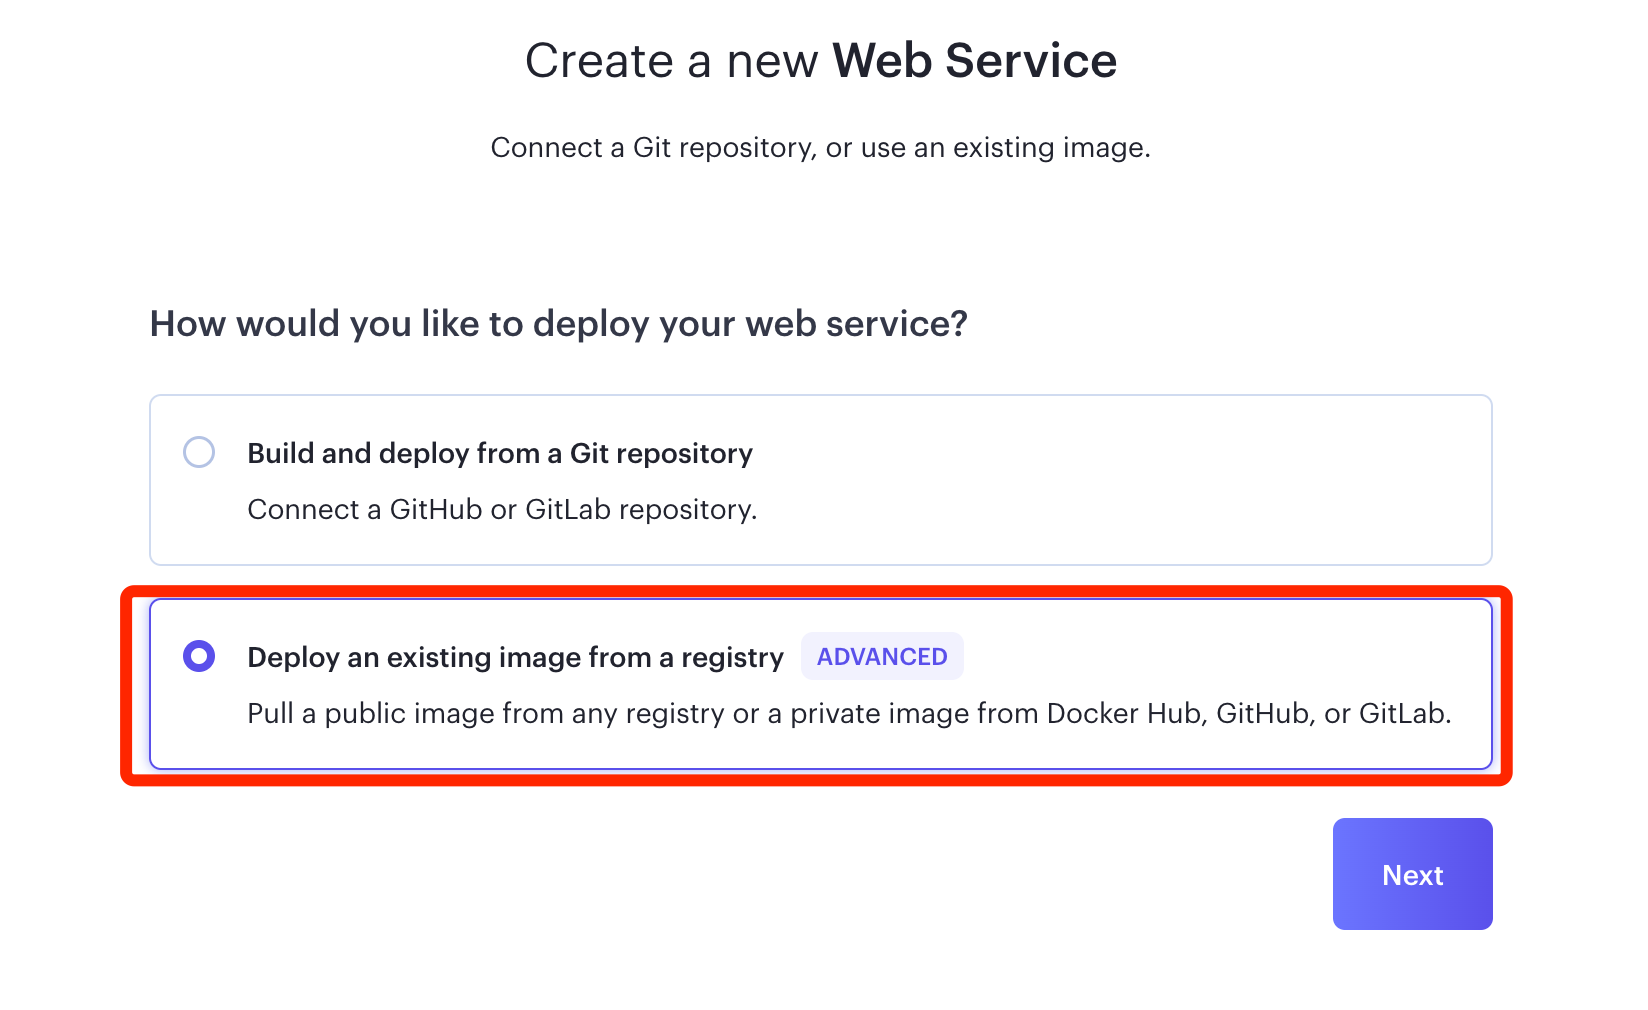 Create a new Web Service
Connect a Git repository, or use an existing image.
How would you like to deploy your web service?
Build and deploy from a Git repository
Connect a GitHub or GitLab repository.
Deploy an existing image from a registry ADVANCED
Pull a public image from any registry or a private image from Docker Hub, GitHub, or GitLab.
Next